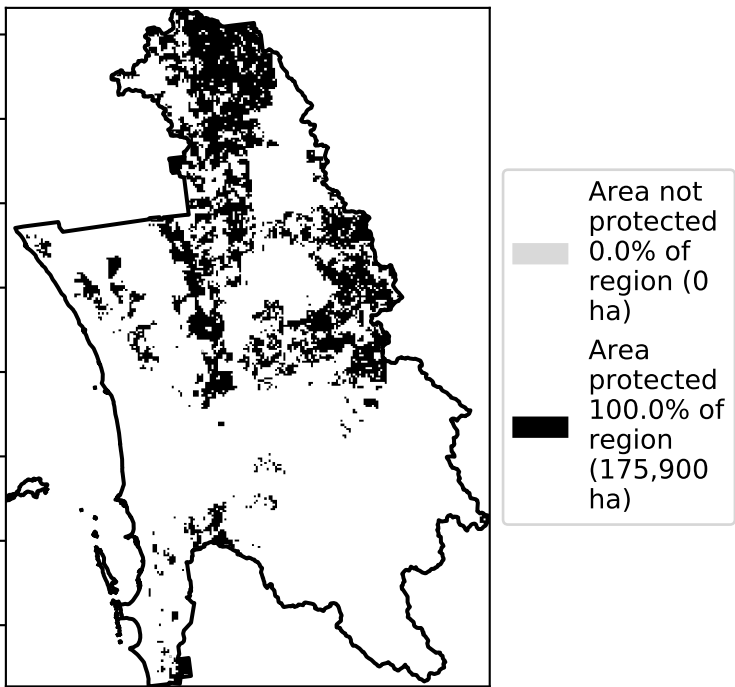 Area not
protected
0.0% of
region (0
ha)
Area
protected
100.0% of
region
(175,900
ha)